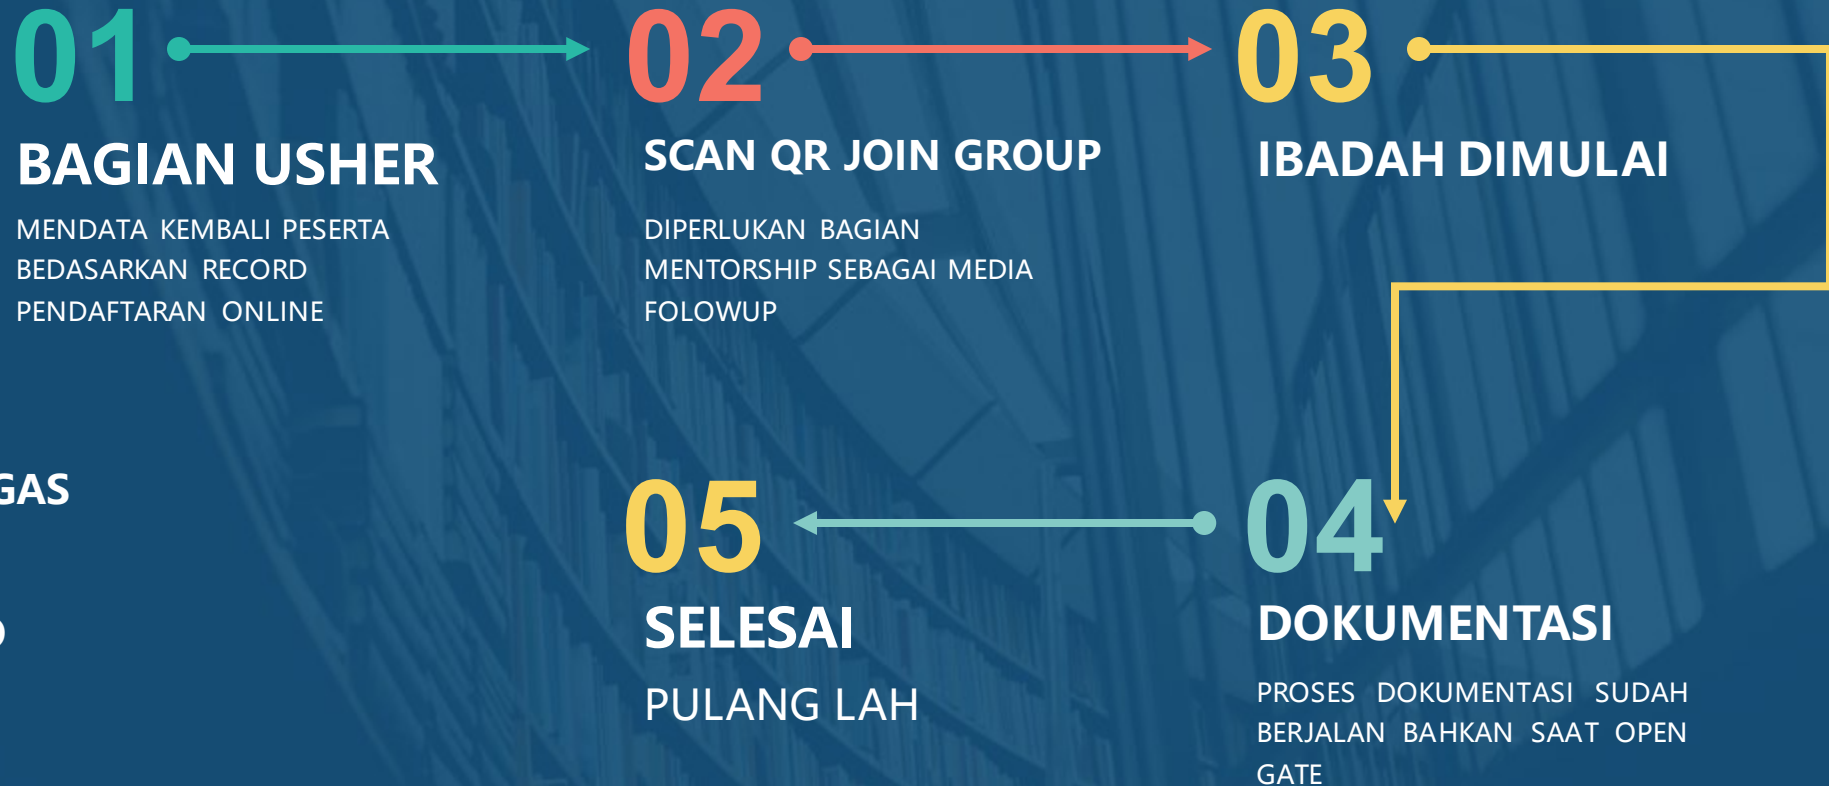 01
BAGIAN USHER
MENDATA KEMBALI PESERTA
BEDASARKAN RECORD
PENDAFTARAN ONLINE
02
SCAN QR JOIN GROUP
DIPERLUKAN BAGIAN
MENTORSHIP SEBAGAI MEDIA
FOLOWUP
03
IBADAH DIMULAI
04
DOKUMENTASI
PROSES DOKUMENTASI SUDAH
BERJALAN BAHKAN SAAT OPEN
GATE
05
SELESAI
PULANG LAH